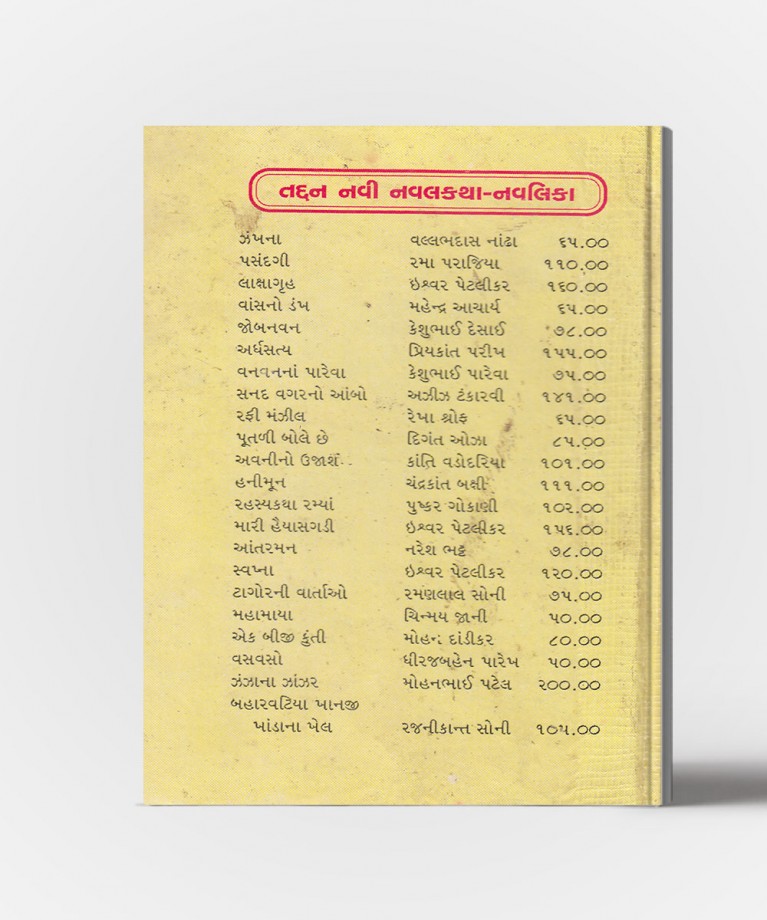 તદ્દન નવી નવલકથા-નવલિકા
ઝંખના વલ્લભદાસ નાંઢા ૬૫.૦૦
પસંદગી રમા પરાજિયા ૧૧૦.૦૦
લાક્ષાગૃહ ઇશ્વર પેટલીકર ૧૬૦.૦૦
વાંસનો ડંખ મહેન્દ્ર આચાર્ય ૬૫.૦૦
જોબનવન કેશુભાઈ દેસાઈ ૭૮.૦૦
અર્ધસત્ય પ્રિયકાંત પરીખ ૧૫૫.૦૦
વનવનનાં પારેવા કેશુભાઈ પારેવા ૭૫.૦૦
સનદ વગરનો આંબો અઝીઝ ટંકારવી ૧૪૧.૦૦
રફી મંઝીલ રેખા શ્રોફ ૬૫.૦૦
પૂતળી બોલે છે દિગંત ઓઝા ૮૫.૦૦
અવનીનો ઉજાશ કાંતિ વડોદરિયા ૧૦૧.૦૦
હનીમૂન ચંદ્રકાંત બક્ષી ૧૧૧.૦૦
રહસ્યકથા રમ્યાં પુષ્કર ગોકાણી ૧૦૨.૦૦
મારી હૈયાસગડી ઇશ્વર પેટલીકર ૧૫૬.૦૦
આંતરમન નરેશ ભટ્ટ ૭૮.૦૦
સ્વપ્ના ઇશ્વર પેટલીકર ૧૨૦.૦૦
ટાગોરની વાર્તાઓ રમણલાલ સોની ૭૫.૦૦
મહામાયા ચિન્મય જાની ૫૦.૦૦
એક બીજી કુંતી મોહન દાંડીકર ૮૦.૦૦
વસવસો ધીરજબહેન પારેખ ૫૦.૦૦
ઝંઝાના ઝાંઝર મોહનભાઈ પટેલ ૨૦૦.૦૦
બહારવટિયા ખાનજી
ખાંડાના ખેલ રજનીકાન્ત સોની ૧૦૫.૦૦